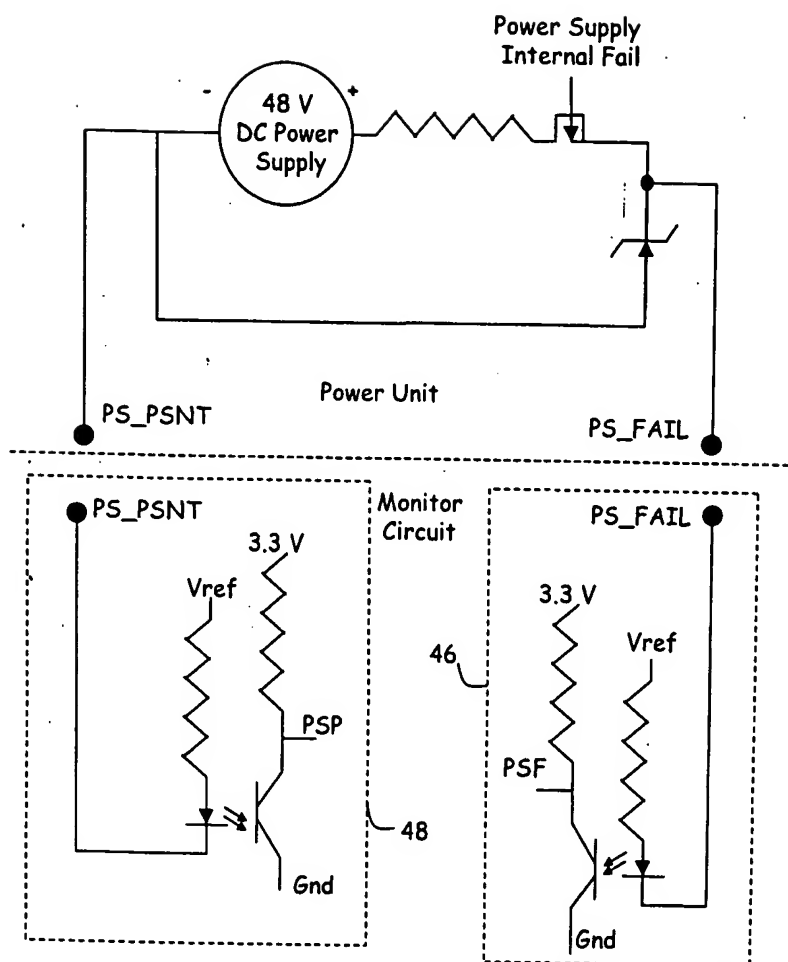 Power Supply
Internal Fail
-
+
48 V
DC Power
Supply
i
Power Unit
PS_PSNT
PS_FAIL
PS_PSNT
Monitor
Circuit
PS_FAIL
3.3 V
Vref
3.3 V
Vref
46
PSP
PSF
48
Gnd
Gnd